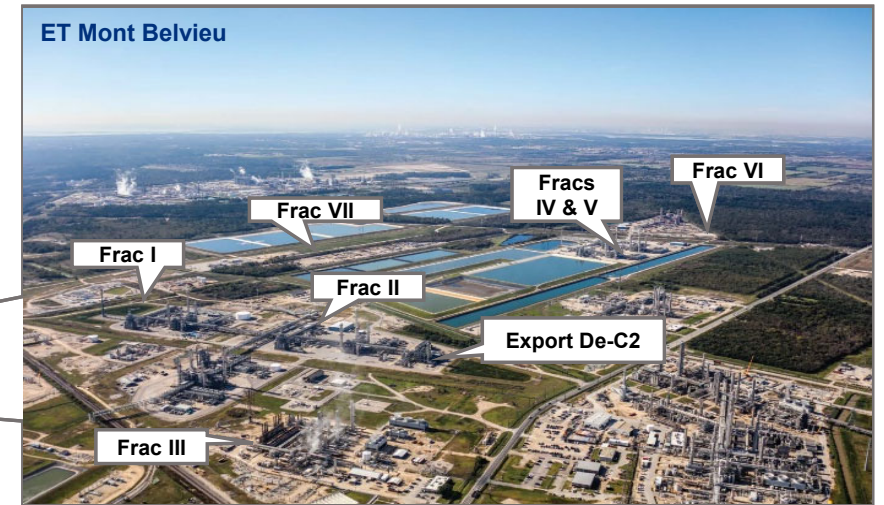 ET Mont Belvieu
Frac VI
Fracs
IV & V
Frac VII
Frac I
Frac II
Export De-C2
Frac III